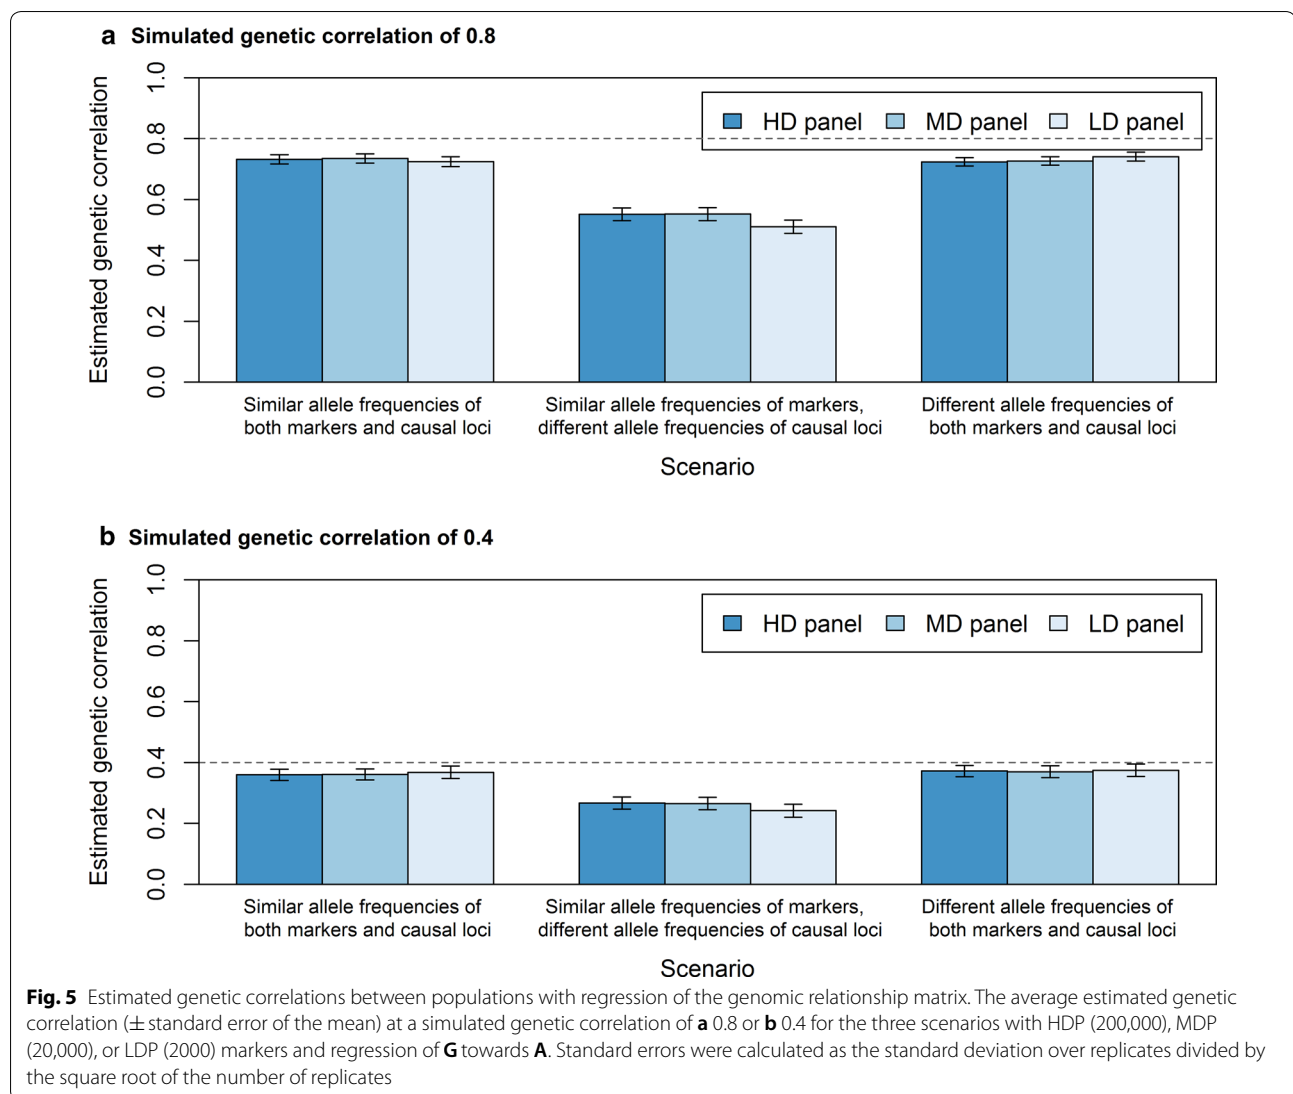 a Simulated genetic correlation of 0.8
Estimated genetic correlation
1.0
0.8
0.6
0.4
0.2
0.0
HD panel MD panel LD panel
Similar allele frequencies of
both markers and causal loci
Similar allele frequencies of markers,
different allele frequencies of causal loci
Different allele frequencies of
both markers and causal loci
Scenario
b Simulated genetic correlation of 0.4
Estimated genetic correlation
1.0
0.8
0.6
0.4
0.2
0.0
HD panel MD panel LD panel
Similar allele frequencies of
both markers and causal loci
Similar allele frequencies of markers,
different allele frequencies of causal loci
Different allele frequencies of
both markers and causal loci
Scenario
Fig. 5 Estimated genetic correlations between populations with regression of the genomic relationship matrix. The average estimated genetic
correlation (± standard error of the mean) at a simulated genetic correlation of a 0.8 or b 0.4 for the three scenarios with HDP (200,000), MDP
(20,000), or LDP (2000) markers and regression of G towards A. Standard errors were calculated as the standard deviation over replicates divided by
the square root of the number of replicates